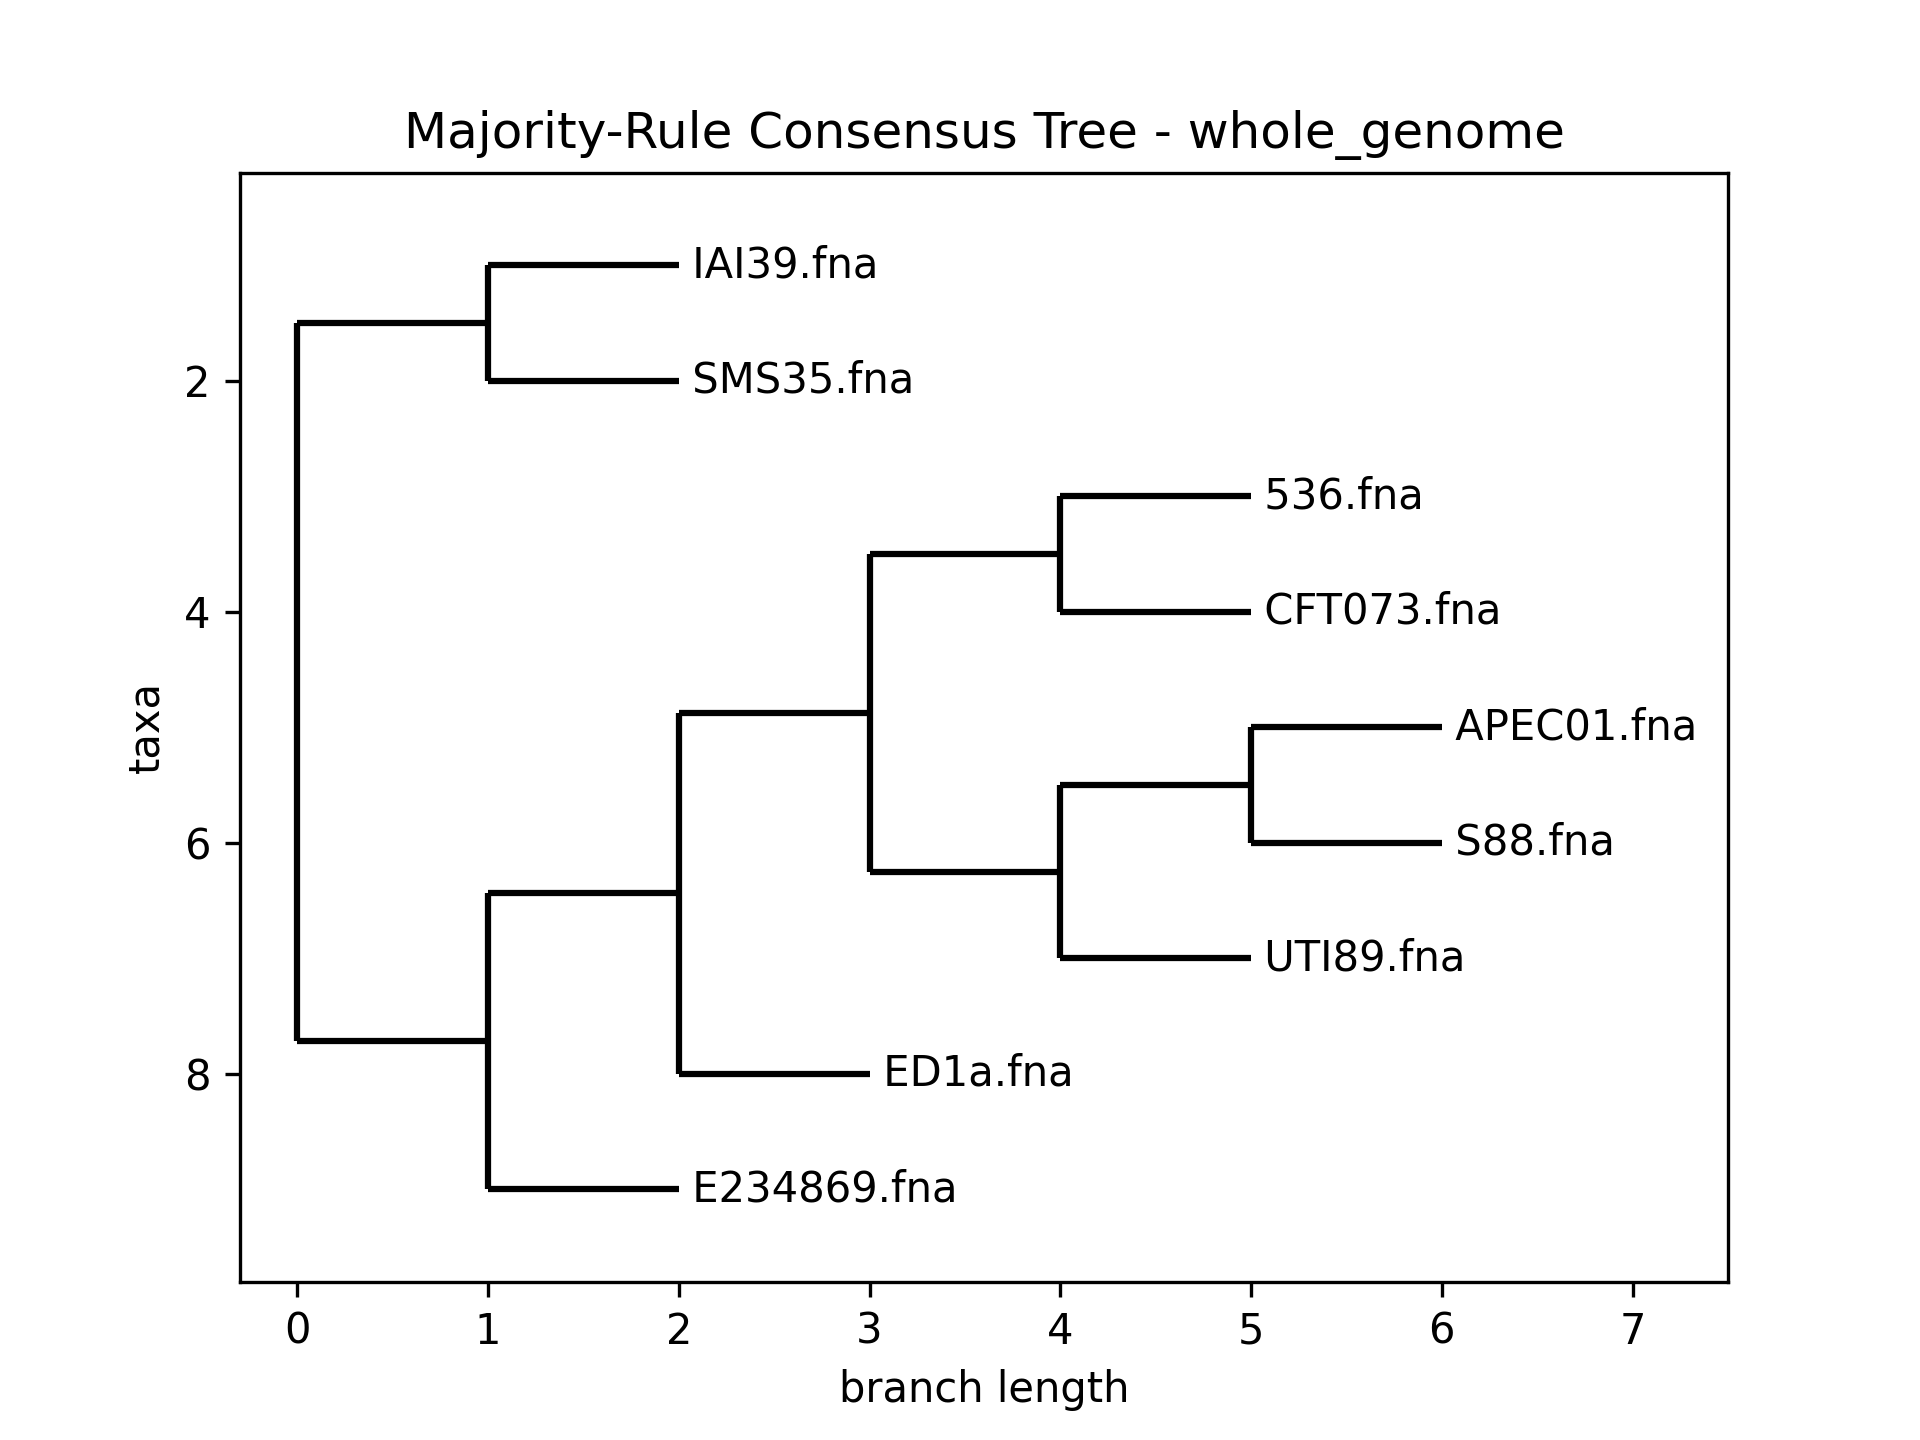 Majority-Rule Consensus Tree - whole_genome
IAI39.fna
2
SMS35.fna
536.fna
4
CFT073.fna
taxa
APEC01.fna
6
S88.fna
UTI89.fna
8
ED1a.fna
E234869.fna
0 1 2 3 4 5 6 7
branch length